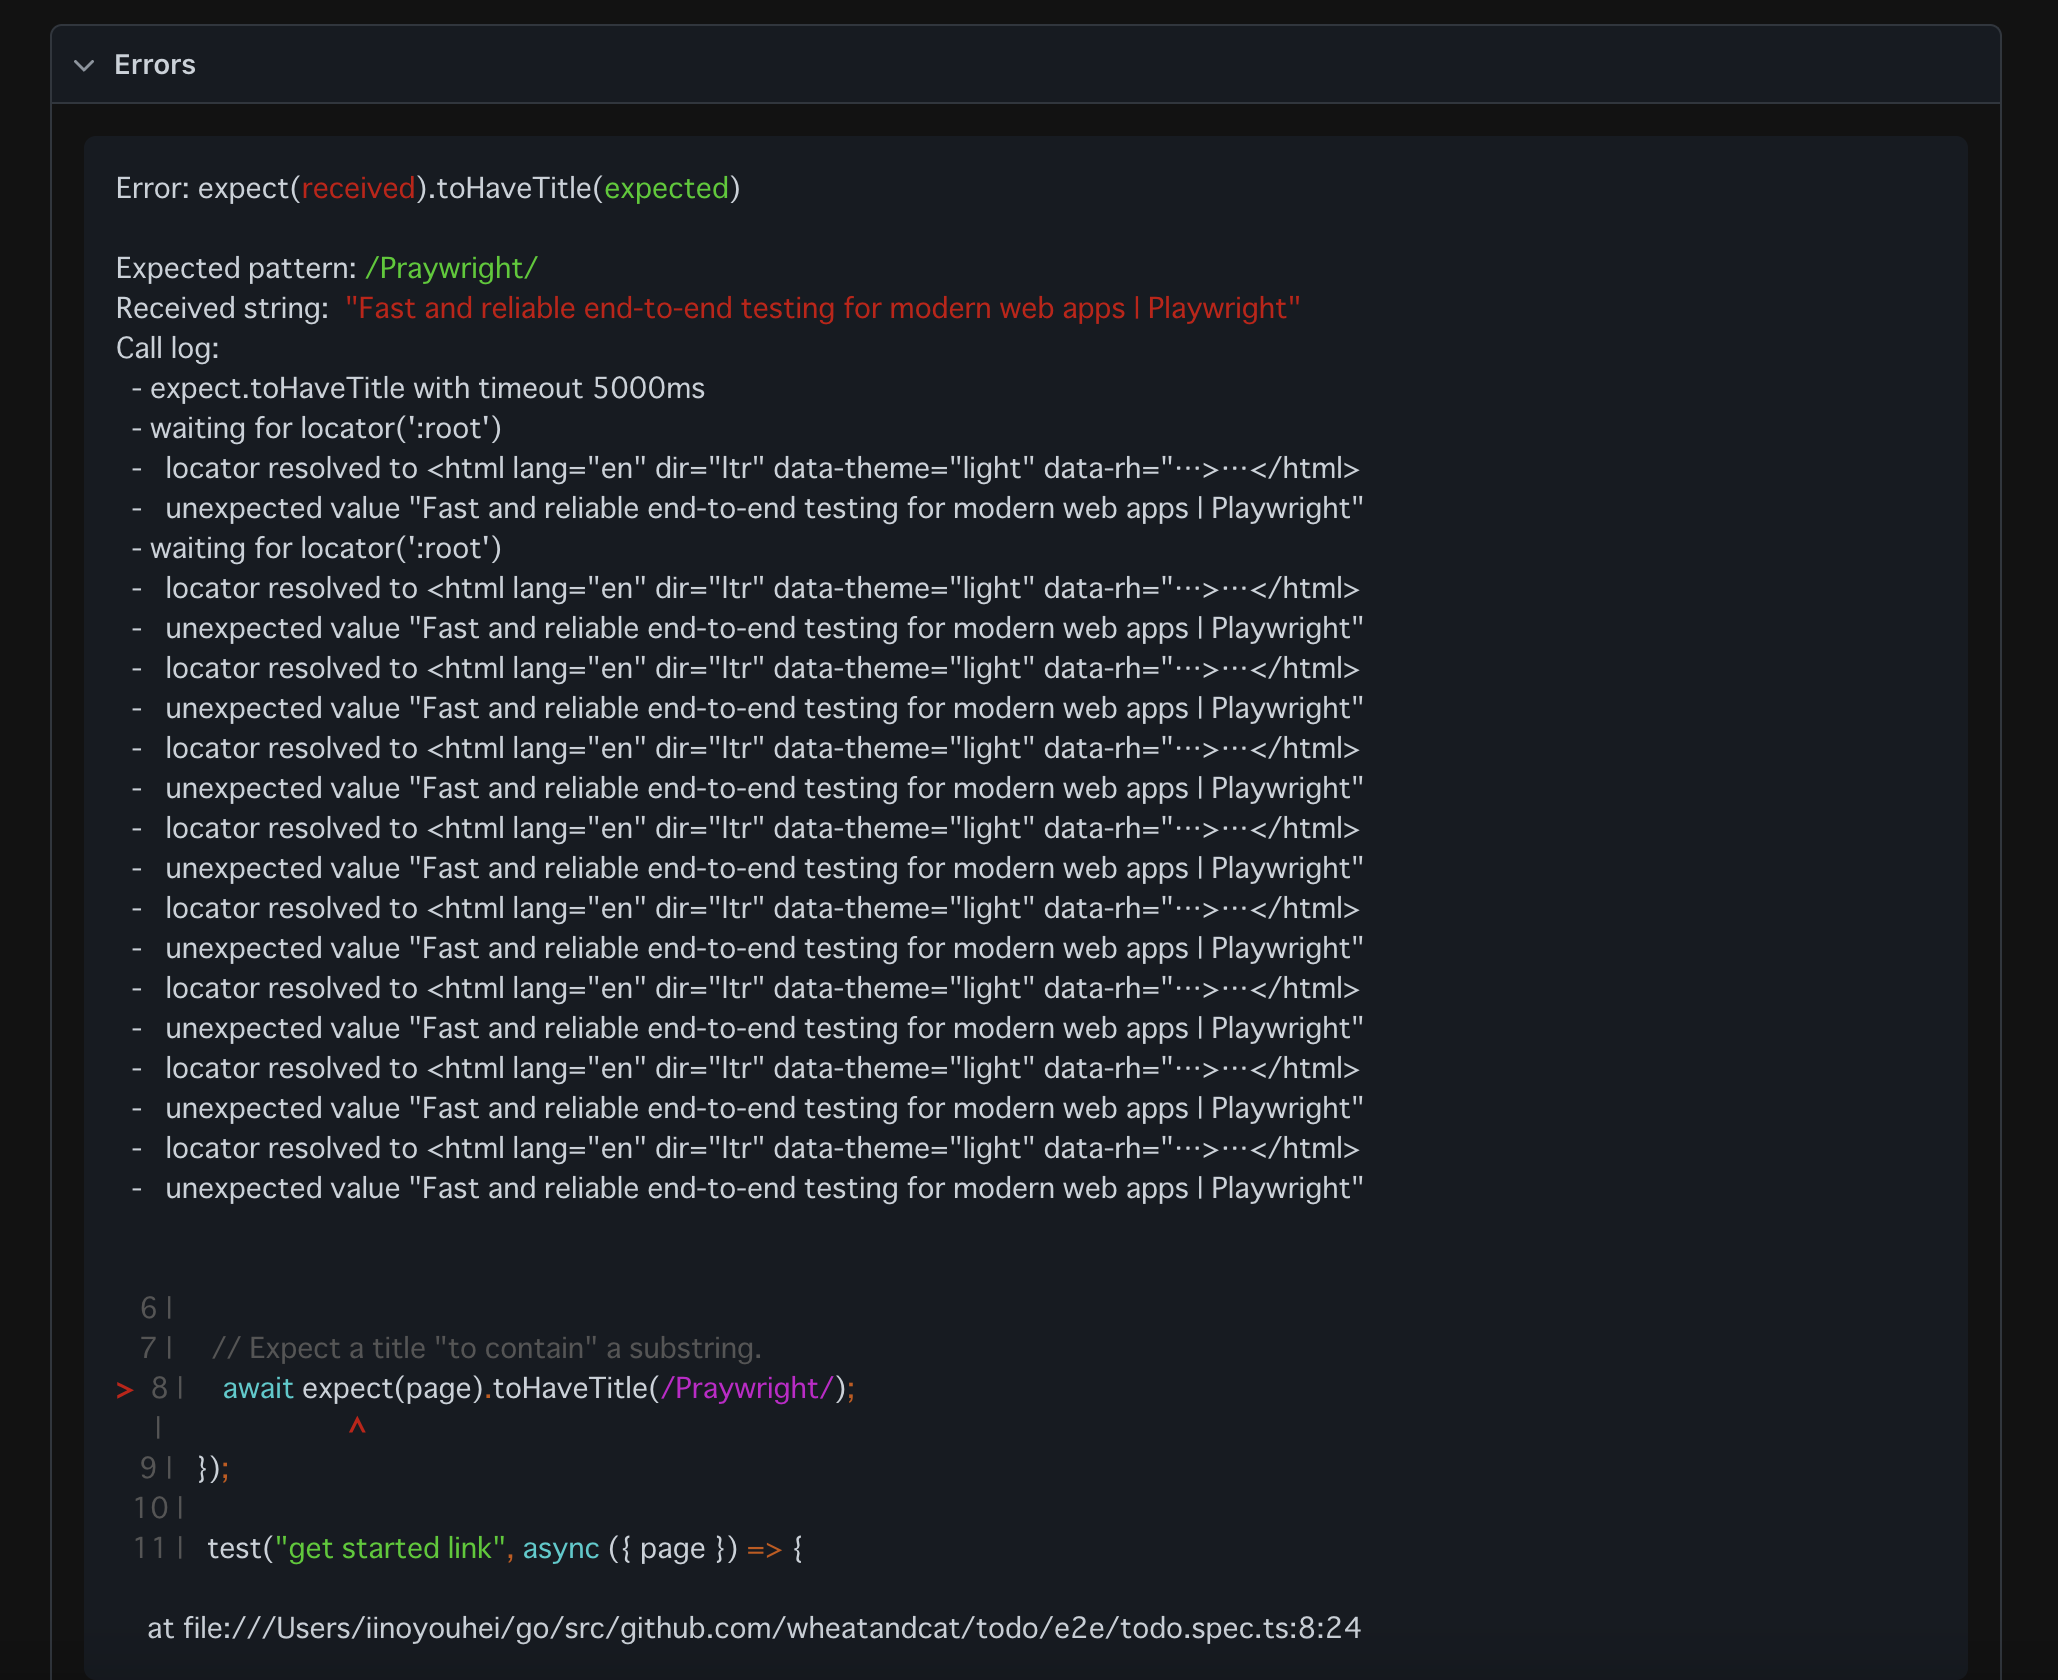 Errors
Error: expect(received).toHaveTitle(expected)
Expected pattern: /Praywright/
Received string:  "Fast and reliable end-to-end testing for modern web apps | Playwright"
Call log:
  - expect.toHaveTitle with timeout 5000ms
  - waiting for locator(':root')
  -   locator resolved to <html lang="en" dir="ltr" data-theme="light" data-rh="…>…</html>
  -   unexpected value "Fast and reliable end-to-end testing for modern web apps | Playwright"
  - waiting for locator(':root')
  -   locator resolved to <html lang="en" dir="ltr" data-theme="light" data-rh="…>…</html>
  -   unexpected value "Fast and reliable end-to-end testing for modern web apps | Playwright"
  -   locator resolved to <html lang="en" dir="ltr" data-theme="light" data-rh="…>…</html>
  -   unexpected value "Fast and reliable end-to-end testing for modern web apps | Playwright"
  -   locator resolved to <html lang="en" dir="ltr" data-theme="light" data-rh="…>…</html>
  -   unexpected value "Fast and reliable end-to-end testing for modern web apps | Playwright"
  -   locator resolved to <html lang="en" dir="ltr" data-theme="light" data-rh="…>…</html>
  -   unexpected value "Fast and reliable end-to-end testing for modern web apps | Playwright"
  -   locator resolved to <html lang="en" dir="ltr" data-theme="light" data-rh="…>…</html>
  -   unexpected value "Fast and reliable end-to-end testing for modern web apps | Playwright"
  -   locator resolved to <html lang="en" dir="ltr" data-theme="light" data-rh="…>…</html>
  -   unexpected value "Fast and reliable end-to-end testing for modern web apps | Playwright"
  -   locator resolved to <html lang="en" dir="ltr" data-theme="light" data-rh="…>…</html>
  -   unexpected value "Fast and reliable end-to-end testing for modern web apps | Playwright"
  -   locator resolved to <html lang="en" dir="ltr" data-theme="light" data-rh="…>…</html>
  -   unexpected value "Fast and reliable end-to-end testing for modern web apps | Playwright"
   6 |
   7 |     // Expect a title "to contain" a substring.
>  8 |     await expect(page).toHaveTitle(/Praywright/);
     |                    ^
   9 |   });
  10 |
  11 |   test("get started link", async ({ page }) => {
    at file:///Users/iinoyouhei/go/src/github.com/wheatandcat/todo/e2e/todo.spec.ts:8:24